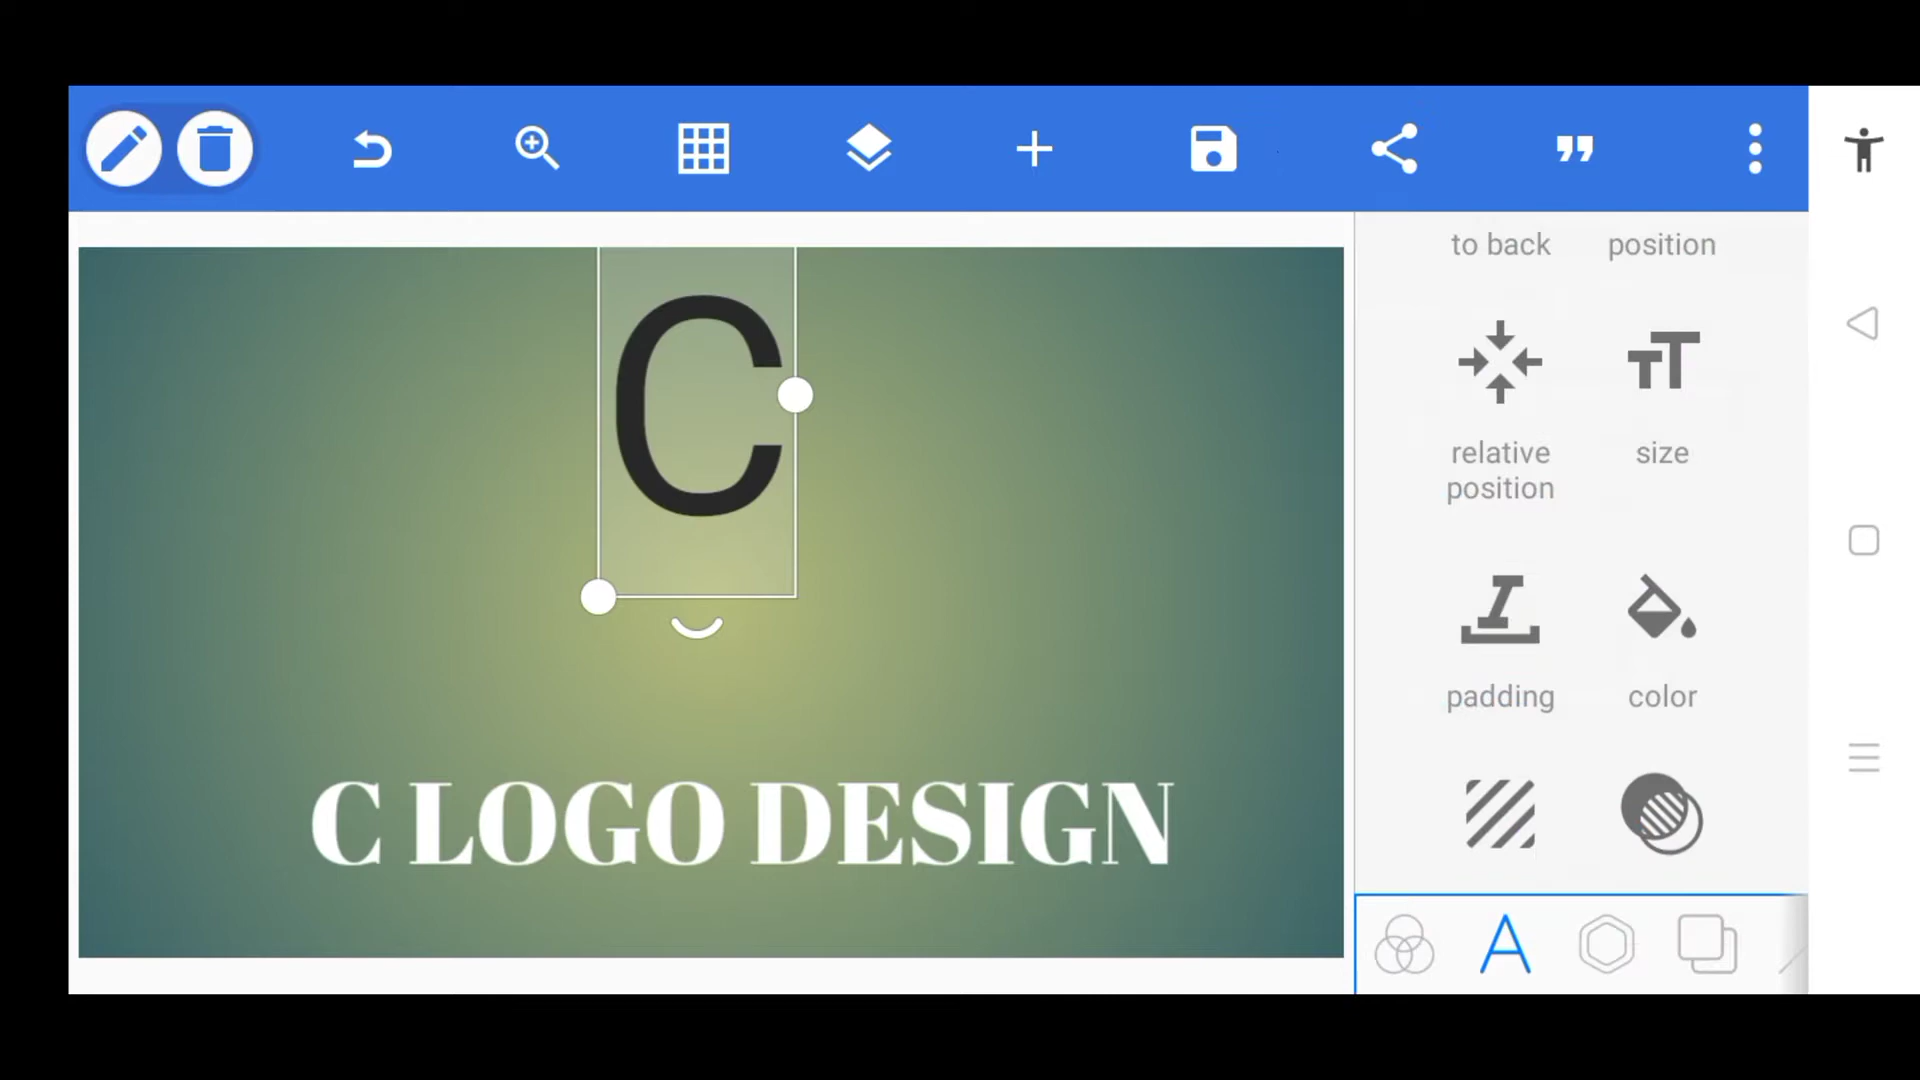 to back position
C
relative position
size
padding color
C LOGO DESIGN